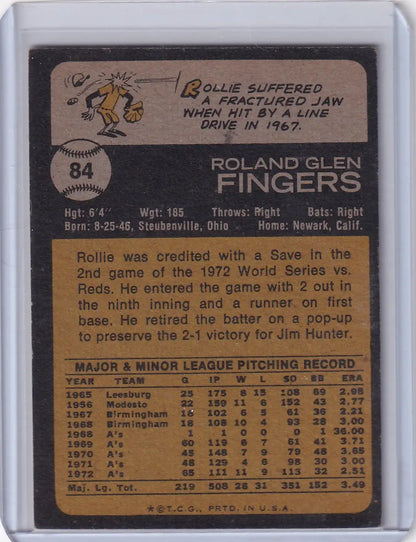 ROLLIE SUFFERED
A FRACTURED JAW
WHEN HIT BY A LINE
DRIVE IN 1967.
84
ROLAND GLEN
FINGERS
Hgt: 6'4" Wgt: 185 Throws: Right Bats: Right
Born: 8-25-46, Steubenville, Ohio Home: Newark, Calif.
Rollie was credited with a Save in the
2nd game of the 1972 World Series vs.
Reds. He entered the game with 2 out in
the ninth inning and a runner on first
base. He retired the batter on a pop-up
to preserve the 2-1 victory for Jim Hunter.
MAJOR & MINOR LEAGUE PITCHING RECORD
YEAR TEAM G IP W L SO BB ERA
1965 Leesburg 25 175 8 15 108 69 2.98
1966 Modesto 22 159 11 6 152 43 2.77
1967 Birmingham 18 102 6 5 61 36 2.21
1968 Birmingham 18 108 10 4 93 28 3.00
1968 A's 1 1 0 0 0 1 36.00
1969 A's 60 119 6 7 61 41 3.71
1970 A's 45 148 7 9 79 48 3.65
1971 A's 48 129 4 6 98 30 3.00
1972 A's 65 111 11 9 113 32 2.51
Maj. Lg. Tot. 219 508 28 31 351 152 3.49
*©T.C.G., PRTD. IN U.S.A.